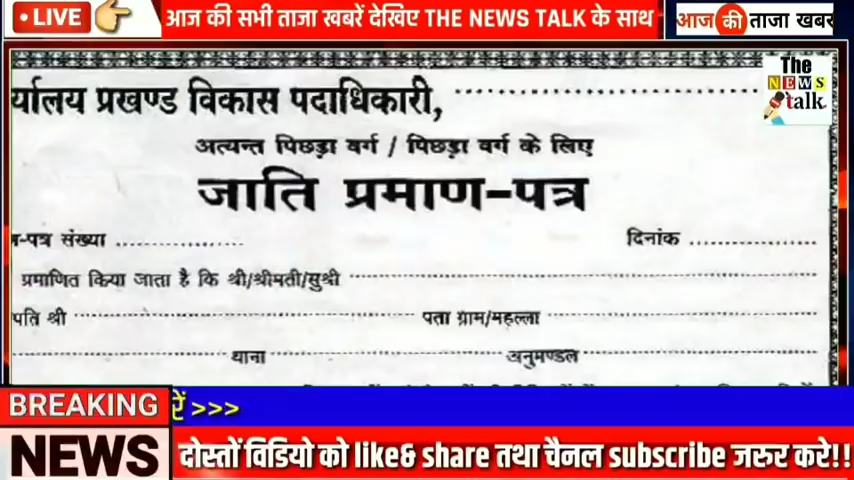 LIVE
आज की सभी ताजा खबरें देखिए THE NEWS TALK के साथ
आज की ताजा खबर
The
NEWS
talk
र्यालय प्रखण्ड विकास पदाधिकारी, ....................
अत्यन्त पिछड़ा वर्ग / पिछड़ा वर्ग के लिए
जाति प्रमाण-पत्र
-पत्र संख्या ....................
दिनांक ....................
प्रमाणित किया जाता है कि श्री/श्रीमती/सुश्री ....................
पति श्री .................... पता ग्राम/महल्ला ....................
.................... थाना .................... अनुमण्डल ....................
रें >>>
BREAKING
NEWS
दोस्तों विडियो को like& share तथा चैनल subscribe जरुर करे!!